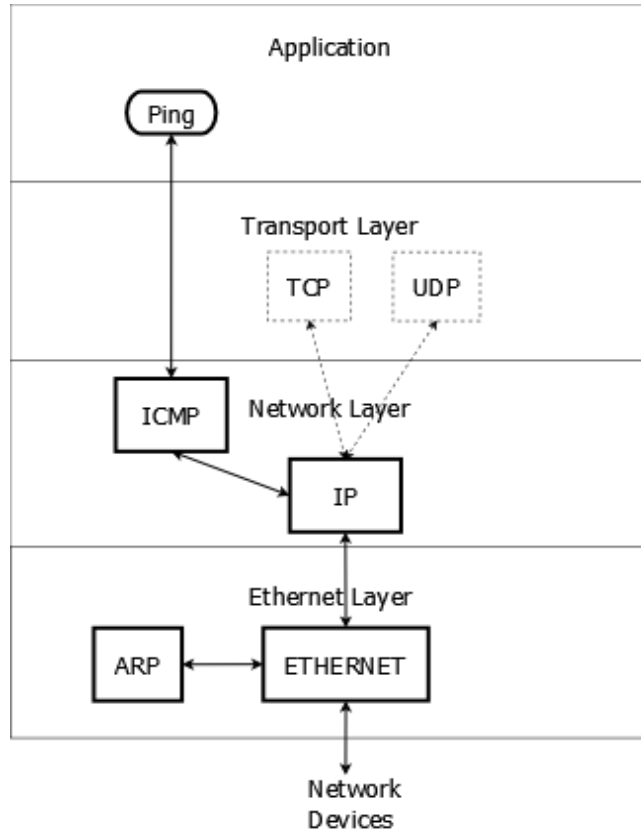 Application
Ping
Transport Layer
TCP
UDP
ICMP
Network Layer
IP
Ethernet Layer
ARP
ETHERNET
Network
Devices